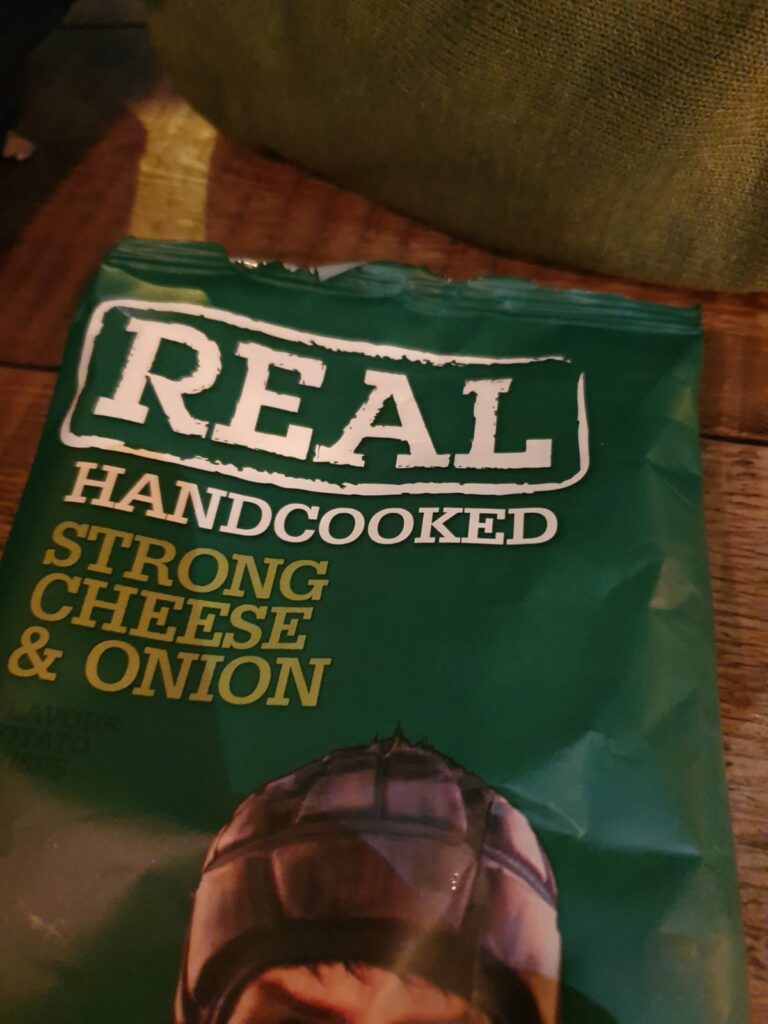 REAL
HANDCOOKED
STRONG
CHEESE
& ONION